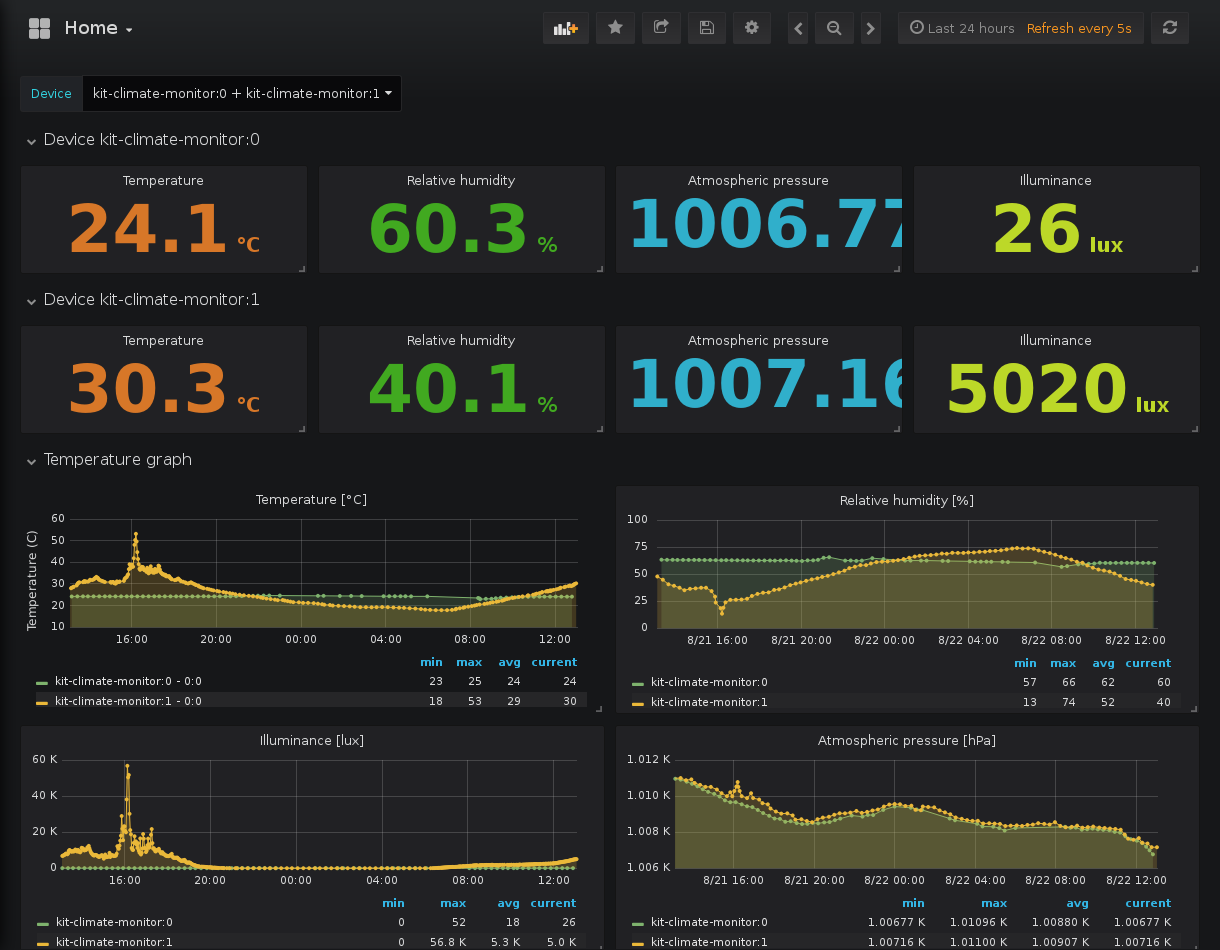 Home
Last 24 hours Refresh every 5s
Device kit-climate-monitor:0 + kit-climate-monitor:1
Device kit-climate-monitor:0
Temperature Relative humidity Atmospheric pressure Illuminance
24.1 °C 60.3 % 1006.77 26 lux
Device kit-climate-monitor:1
Temperature Relative humidity Atmospheric pressure Illuminance
30.3 °C 40.1 % 1007.16 5020 lux
Temperature graph
Temperature [°C]
Temperature (C)
60
50
40
30
20
10
16:00 20:00 00:00 04:00 08:00 12:00
min max avg current
kit-climate-monitor:0 - 0:0 23 25 24 24
kit-climate-monitor:1 - 0:0 18 53 29 30
Relative humidity [%]
100
75
50
25
0
8/21 16:00 8/21 20:00 8/22 00:00 8/22 04:00 8/22 08:00 8/22 12:00
min max avg current
kit-climate-monitor:0 57 66 62 60
kit-climate-monitor:1 13 74 52 40
Illuminance [lux]
60 K
40 K
20 K
0
16:00 20:00 00:00 04:00 08:00 12:00
min max avg current
kit-climate-monitor:0 0 52 18 26
kit-climate-monitor:1 0 56.8 K 5.3 K 5.0 K
Atmospheric pressure [hPa]
1.012 K
1.010 K
1.008 K
1.006 K
8/21 16:00 8/21 20:00 8/22 00:00 8/22 04:00 8/22 08:00 8/22 12:00
min max avg current
kit-climate-monitor:0 1.00677 K 1.01096 K 1.00880 K 1.00677 K
kit-climate-monitor:1 1.00716 K 1.01100 K 1.00907 K 1.00716 K